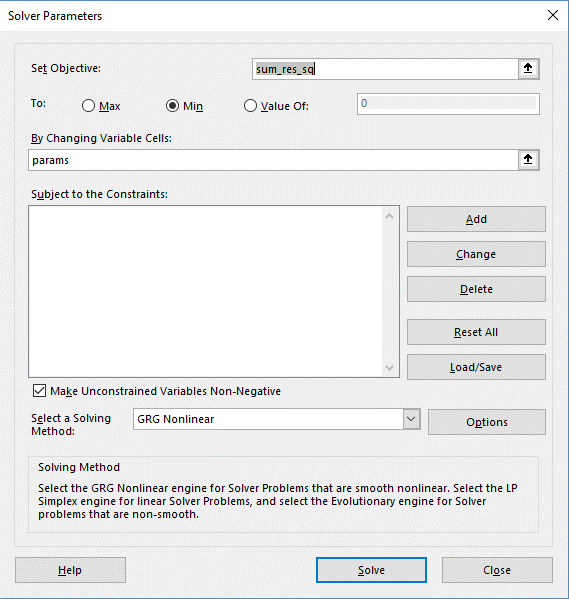 Solver Parameters
Set Objective:
sum_res_sq
To:
Max
Min
Value Of:
0
By Changing Variable Cells:
params
Subject to the Constraints:
Add
Change
Delete
Reset All
Load/Save
Make Unconstrained Variables Non-Negative
Select a Solving
Method:
GRG Nonlinear
Options
Solving Method
Select the GRG Nonlinear engine for Solver Problems that are smooth nonlinear. Select the LP
Simplex engine for linear Solver Problems, and select the Evolutionary engine for Solver
problems that are non-smooth.
Help
Solve
Close